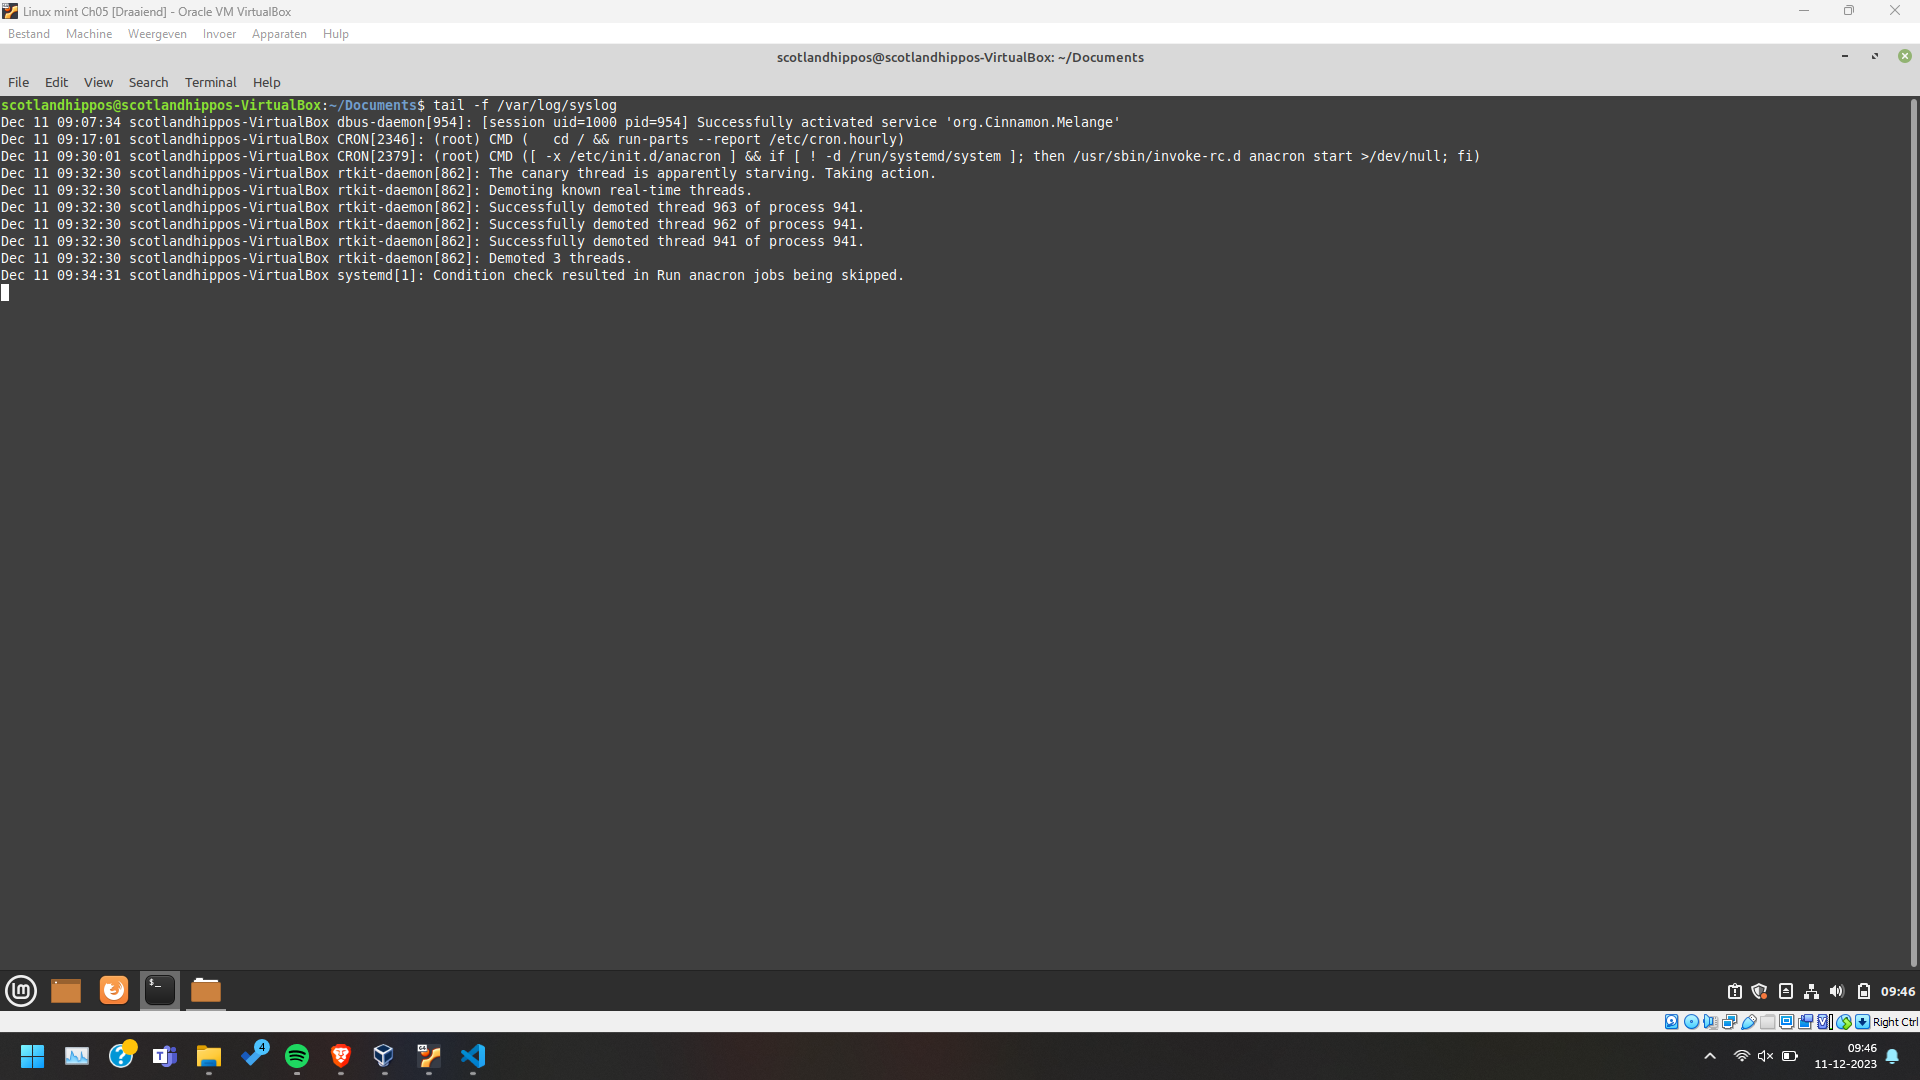 Linux mint Ch05 [Draaiend] - Oracle VM VirtualBox
Bestand Machine Weergeven Invoer Apparaten Hulp
scotlandhippos@scotlandhippos-VirtualBox: ~/Documents
File Edit View Search Terminal Help
scotlandhippos@scotlandhippos-VirtualBox:~/Documents$ tail -f /var/log/syslog
Dec 11 09:07:34 scotlandhippos-VirtualBox dbus-daemon[954]: [session uid=1000 pid=954] Successfully activated service 'org.Cinnamon.Melange'
Dec 11 09:17:01 scotlandhippos-VirtualBox CRON[2346]: (root) CMD (   cd / && run-parts --report /etc/cron.hourly)
Dec 11 09:30:01 scotlandhippos-VirtualBox CRON[2379]: (root) CMD ([ -x /etc/init.d/anacron ] && if [ ! -d /run/systemd/system ]; then /usr/sbin/invoke-rc.d anacron start >/dev/null; fi)
Dec 11 09:32:30 scotlandhippos-VirtualBox rtkit-daemon[862]: The canary thread is apparently starving. Taking action.
Dec 11 09:32:30 scotlandhippos-VirtualBox rtkit-daemon[862]: Demoting known real-time threads.
Dec 11 09:32:30 scotlandhippos-VirtualBox rtkit-daemon[862]: Successfully demoted thread 963 of process 941.
Dec 11 09:32:30 scotlandhippos-VirtualBox rtkit-daemon[862]: Successfully demoted thread 962 of process 941.
Dec 11 09:32:30 scotlandhippos-VirtualBox rtkit-daemon[862]: Successfully demoted thread 941 of process 941.
Dec 11 09:32:30 scotlandhippos-VirtualBox rtkit-daemon[862]: Demoted 3 threads.
Dec 11 09:34:31 scotlandhippos-VirtualBox systemd[1]: Condition check resulted in Run anacron jobs being skipped.
09:46
Right Ctrl
4
09:46
11-12-2023